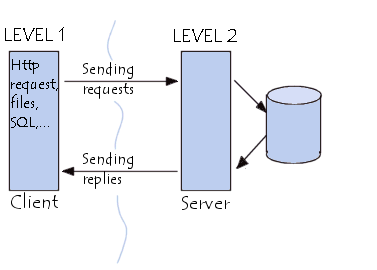 LEVEL 1
LEVEL 2
Http
request,
files,
SQL,...
Sending
requests
Sending
replies
Client
Server